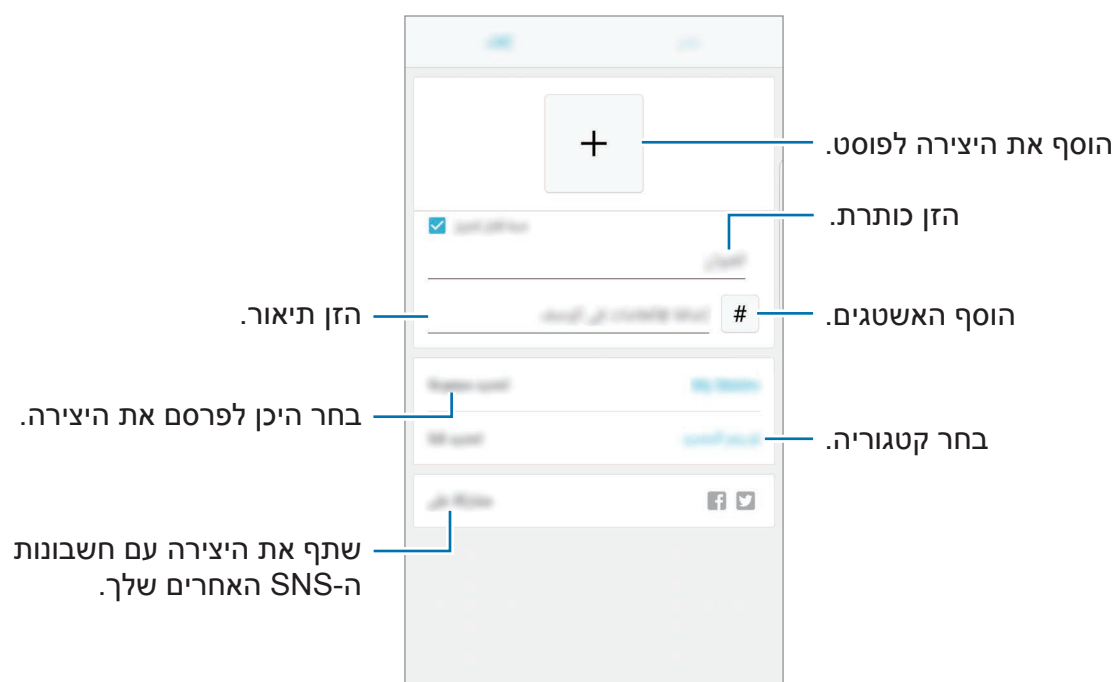 הוסף את היצירה לפוסט.
הזן כותרת.
#
הוסף האשטגים.
הזן תיאור.
בחר היכן לפרסם את היצירה.
בחר קטגוריה.
שתף את היצירה עם חשבונות
ה-SNS האחרים שלך.